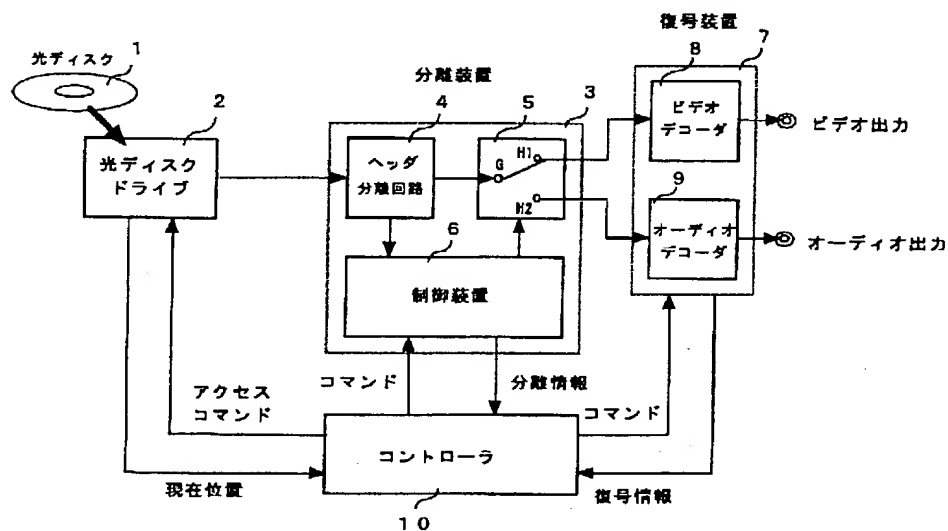 復号装置
光ディスク
1
7
8
分離装置
2
4
5
3
ビデオ
デコーダ
ビデオ出力
ヘッダ
分離回路
H1
G
光ディスク
ドライブ
H2
9
オーディオ
デコーダ
オーディオ出力
6
制御装置
コマンド
分離情報
アクセス
コマンド
コマンド
コントローラ
現在位置
復号情報
10